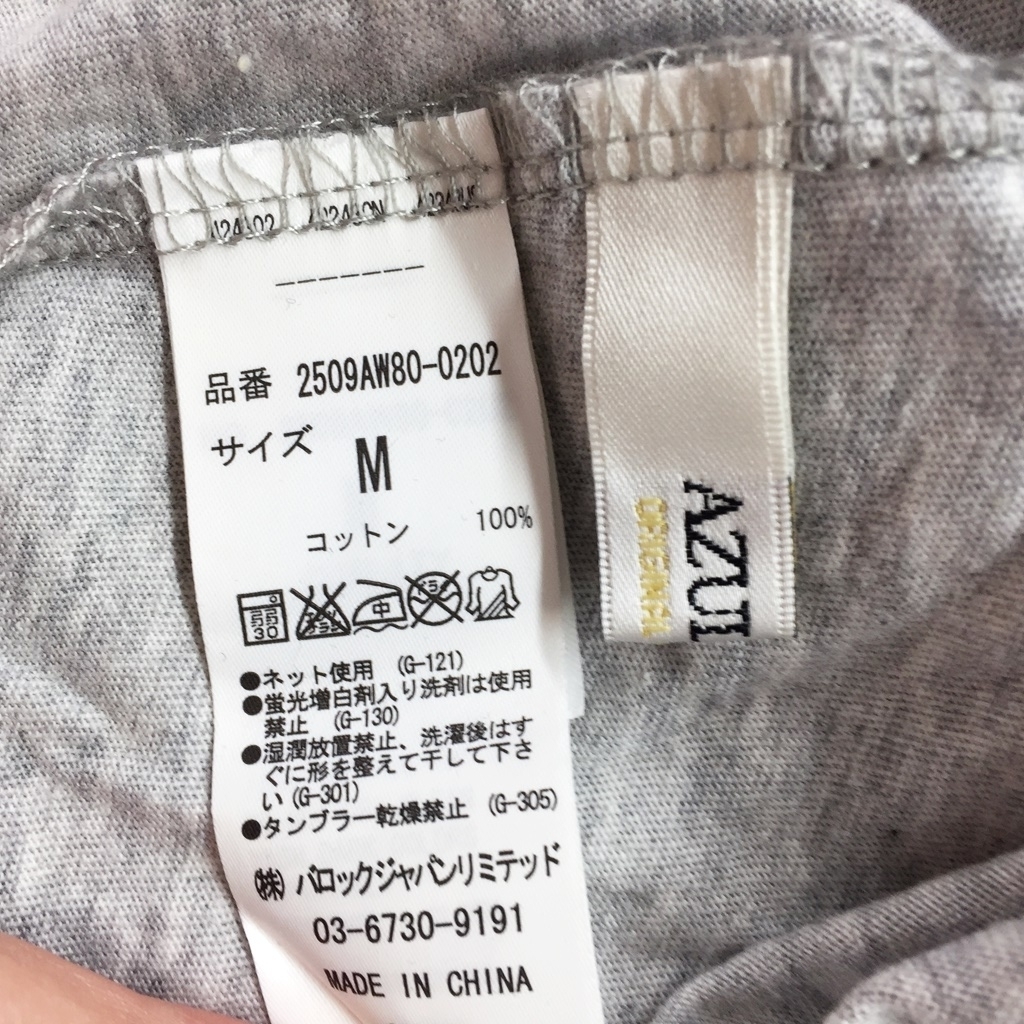 品番 2509AW80-0202
サイズ M
コットン 100%
弱
30
中
●ネット使用 (G-121)
●蛍光増白剤入り洗剤は使用
禁止 (G-130)
●湿潤放置禁止、洗濯後はす
ぐに形を整えて干して下さ
い (G-301)
●タンブラー乾燥禁止 (G-305)
(株) バロックジャパンリミテッド
03-6730-9191
MADE IN CHINA
AZUL